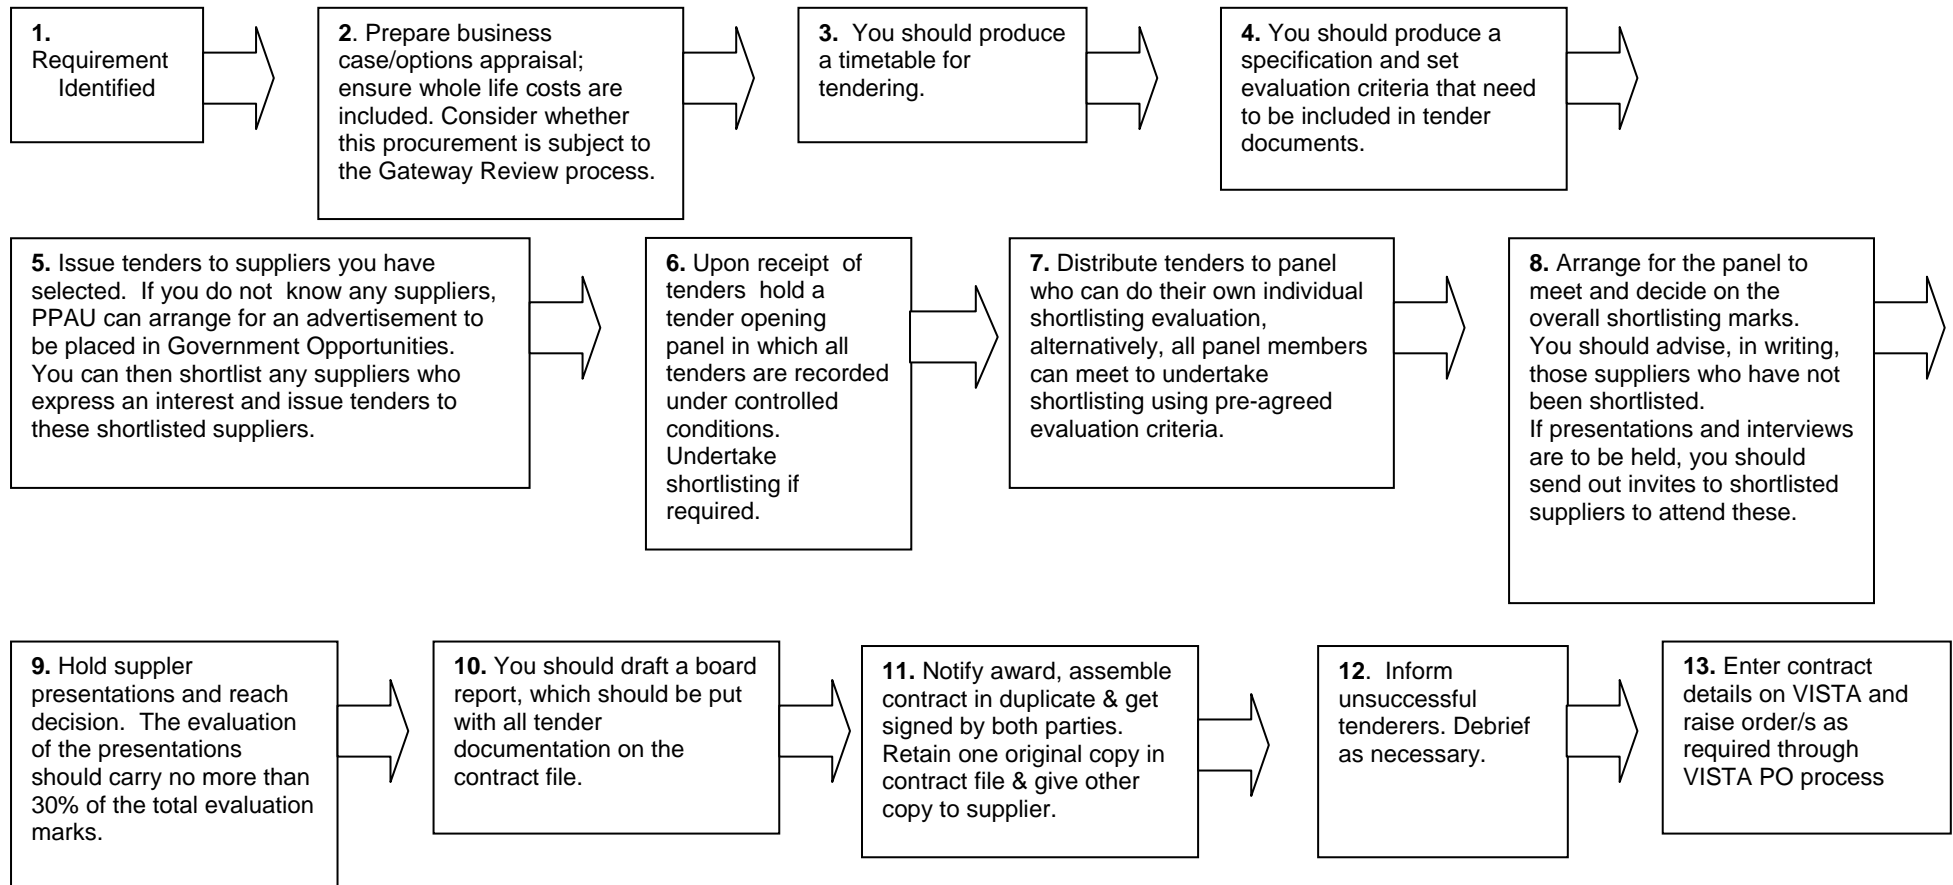 1.
Requirement
Identified
2. Prepare business
case/options appraisal;
ensure whole life costs are
included. Consider whether
this procurement is subject to
the Gateway Review process.
3. You should produce
a timetable for
tendering.
4. You should produce a
specification and set
evaluation criteria that need
to be included in tender
documents.
5. Issue tenders to suppliers you have
selected. If you do not know any suppliers,
PPAU can arrange for an advertisement to
be placed in Government Opportunities.
You can then shortlist any suppliers who
express an interest and issue tenders to
these shortlisted suppliers.
6. Upon receipt of
tenders hold a
tender opening
panel in which all
tenders are recorded
under controlled
conditions.
Undertake
shortlisting if
required.
7. Distribute tenders to panel
who can do their own individual
shortlisting evaluation,
alternatively, all panel members
can meet to undertake
shortlisting using pre-agreed
evaluation criteria.
8. Arrange for the panel to
meet and decide on the
overall shortlisting marks.
You should advise, in writing,
those suppliers who have not
been shortlisted.
If presentations and interviews
are to be held, you should
send out invites to shortlisted
suppliers to attend these.
9. Hold suppler
presentations and reach
decision. The evaluation
of the presentations
should carry no more than
30% of the total evaluation
marks.
10. You should draft a board
report, which should be put
with all tender
documentation on the
contract file.
11. Notify award, assemble
contract in duplicate & get
signed by both parties.
Retain one original copy in
contract file & give other
copy to supplier.
12. Inform
unsuccessful
tenderers. Debrief
as necessary.
13. Enter contract
details on VISTA and
raise order/s as
required through
VISTA PO process